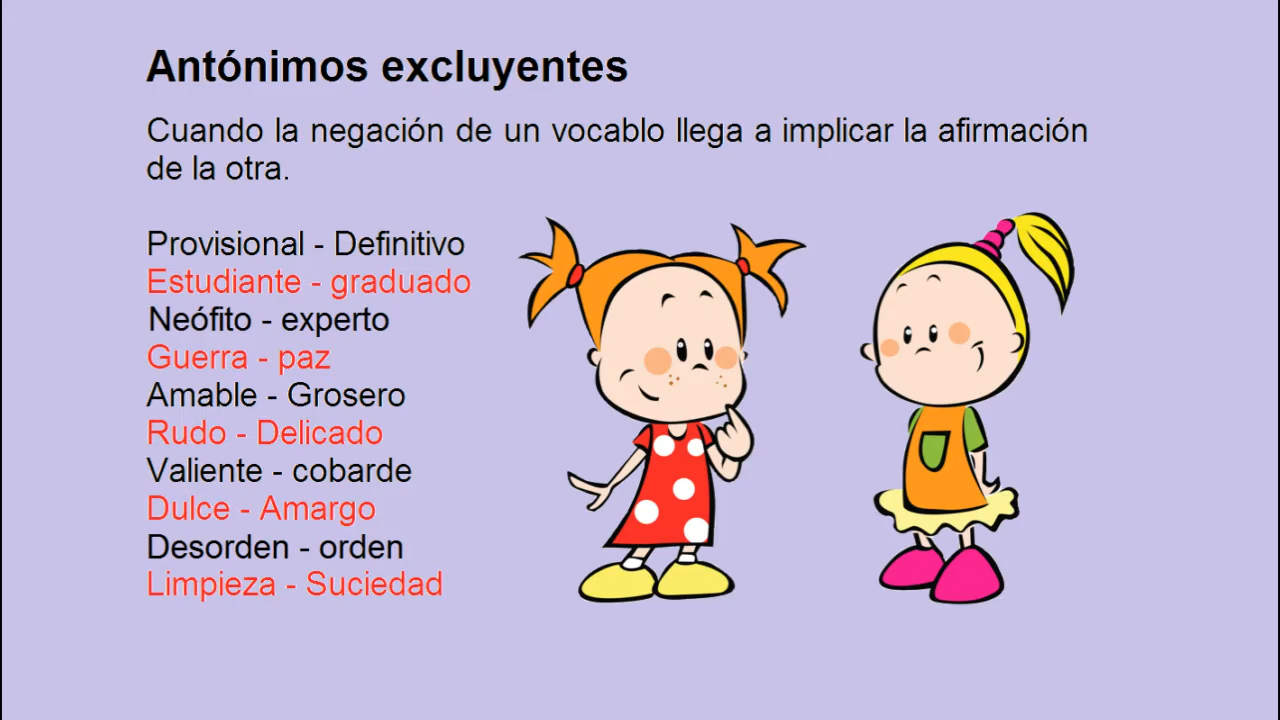 Antónimos excluyentes
Cuando la negación de un vocablo llega a implicar la afirmación
de la otra.
Provisional - Definitivo
Estudiante - graduado
Neófito - experto
Guerra - paz
Amable - Grosero
Rudo - Delicado
Valiente - cobarde
Dulce - Amargo
Desorden - orden
Limpieza - Suciedad